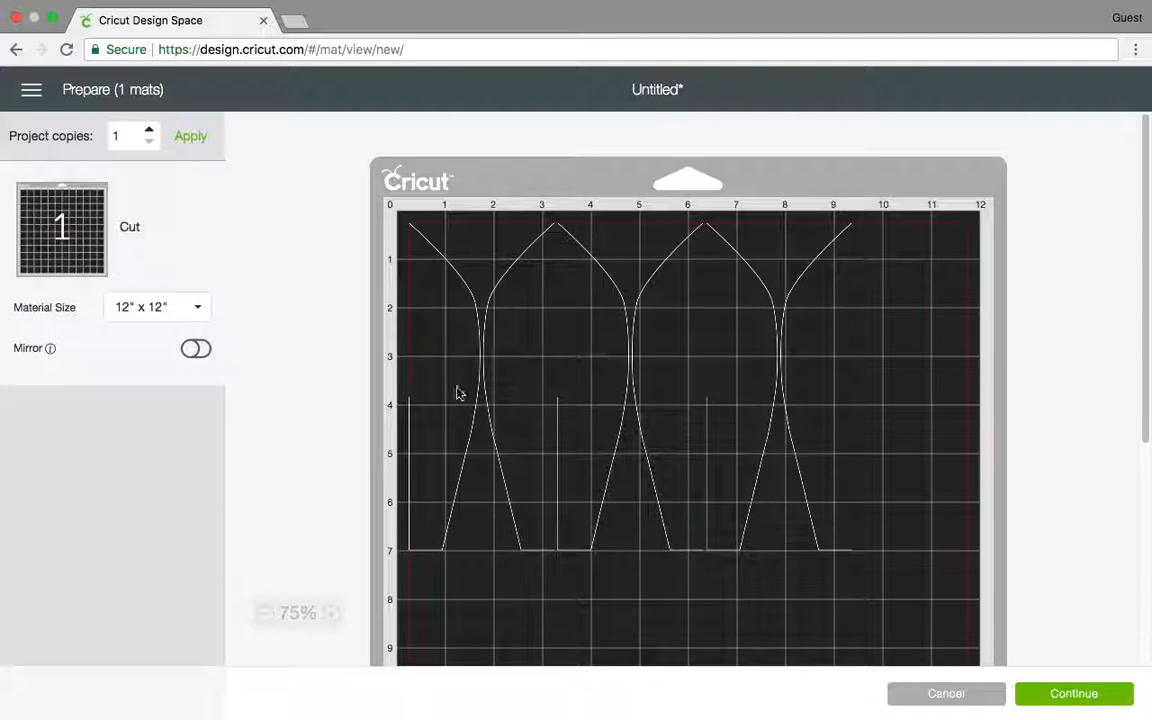 Cricut Design Space
Guest
Secure https://design.cricut.com/#/mat/view/new/
Prepare (1 mats)
Untitled*
Project copies: 1 Apply
1 Cut
Material Size 12" x 12"
Mirror
Cricut
0 1 2 3 4 5 6 7 8 9 10 11 12
1
2
3
4
5
6
7
8
9
75%
Cancel
Continue